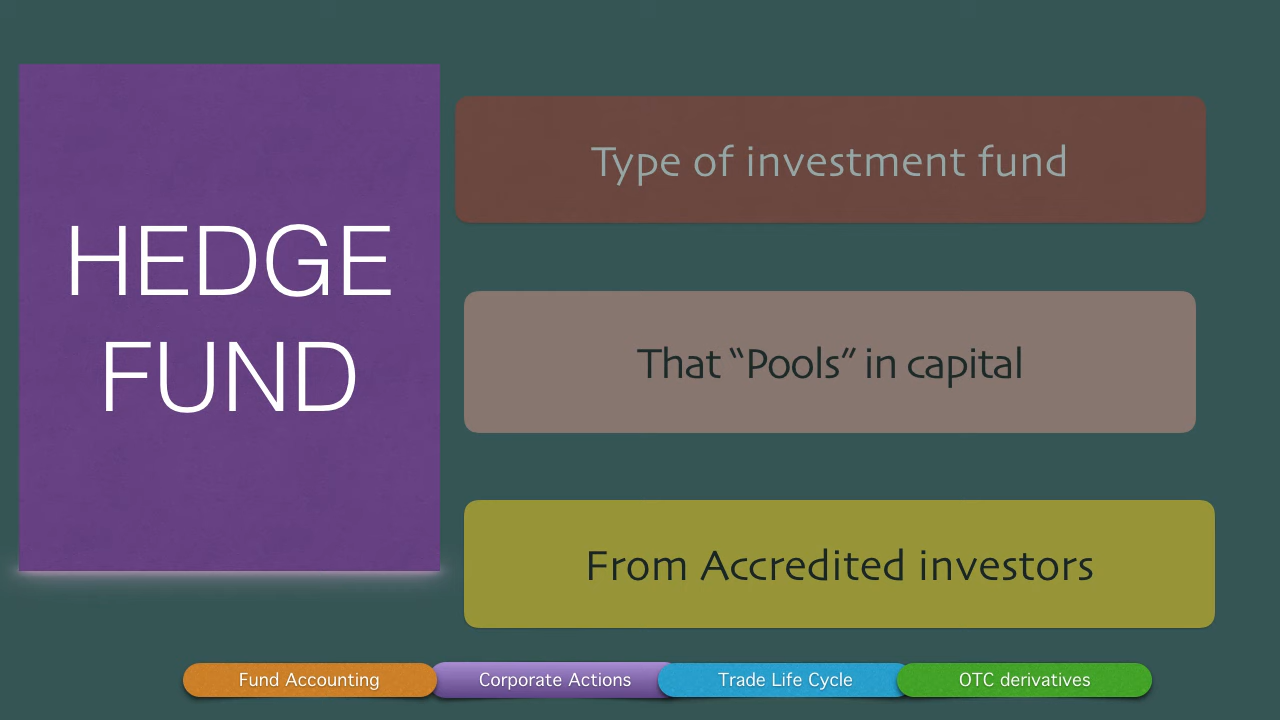 HEDGE
FUND
Type of investment fund
That “Pools” in capital
From Accredited investors
Fund Accounting
Corporate Actions
Trade Life Cycle
OTC derivatives